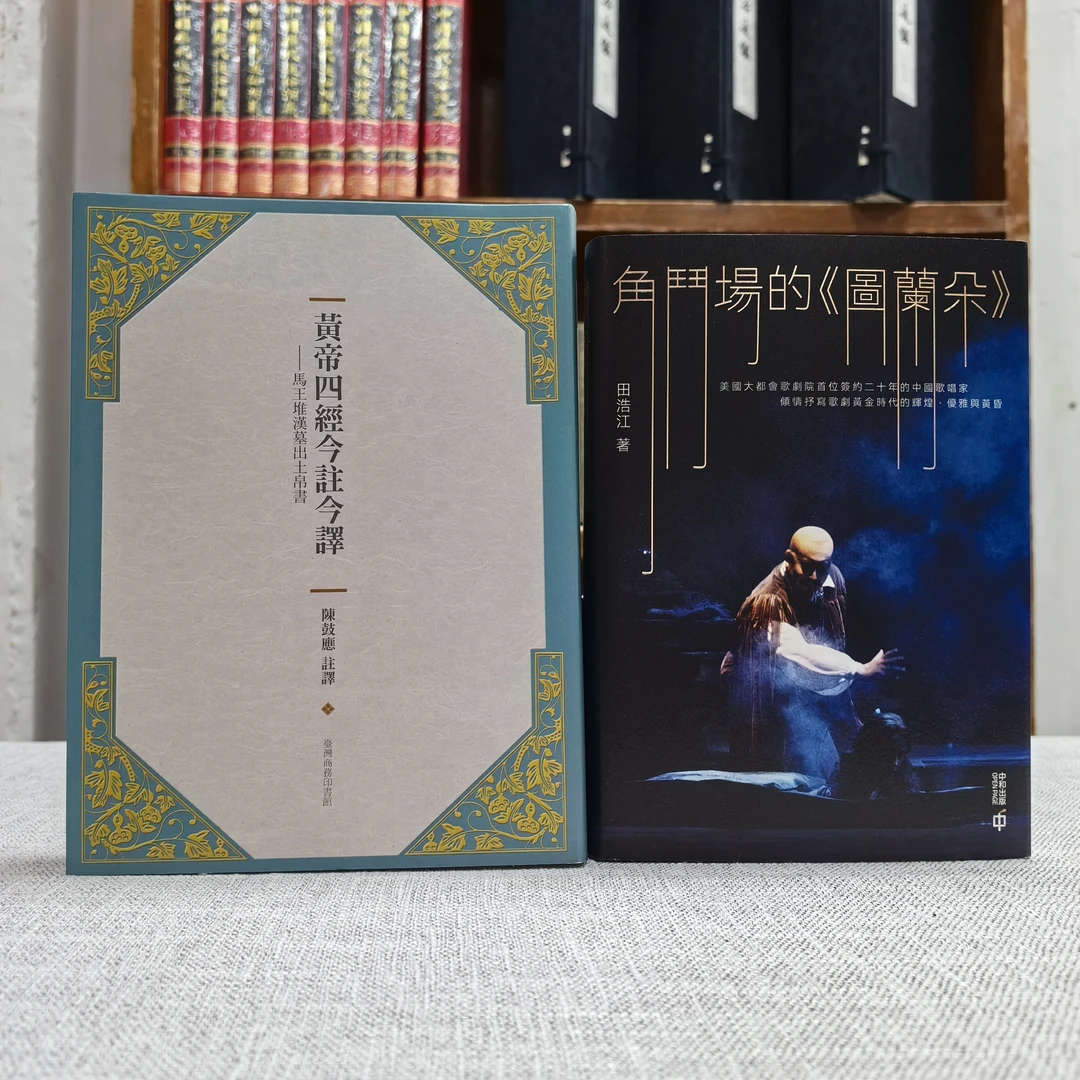 黃帝四經今註今譯
——馬王堆漢墓出土帛書
陳鼓應 註譯
臺灣商務印書館
角鬥場的《圖蘭朵》
美國大都會歌劇院首位簽約二十年的中國歌唱家
傾情抒寫歌劇黃金時代的輝煌、優雅與黃昏
田浩江 著
中和出版
OPEN PAGE
中